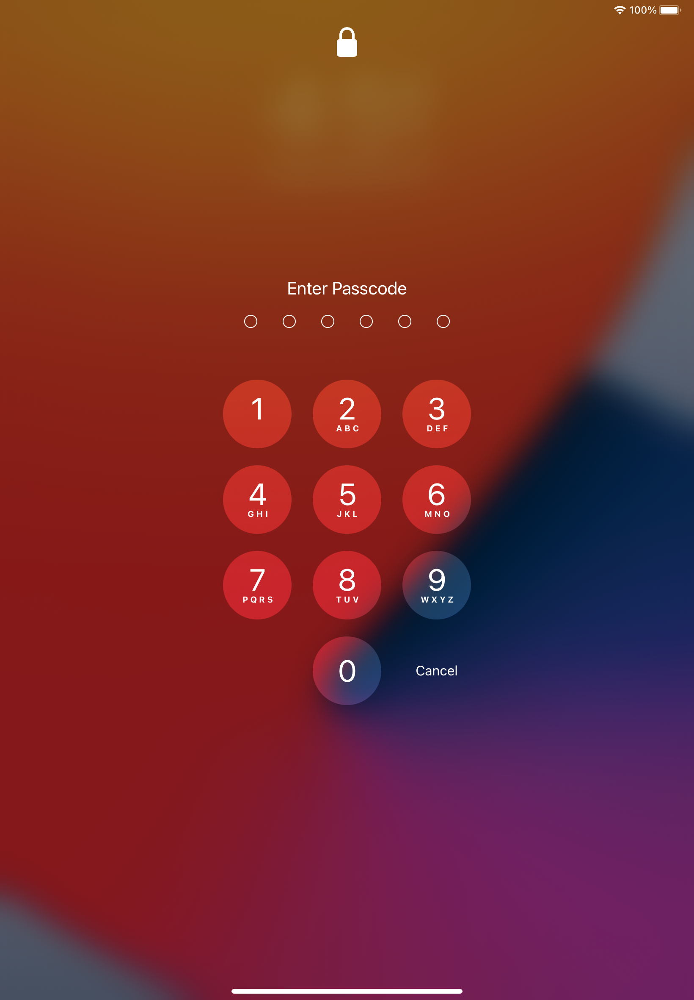 100%
Enter Passcode
1 2 3
ABC DEF
4 5 6
GHI JKL MNO
7 8 9
PQRS TUV WXYZ
0 Cancel